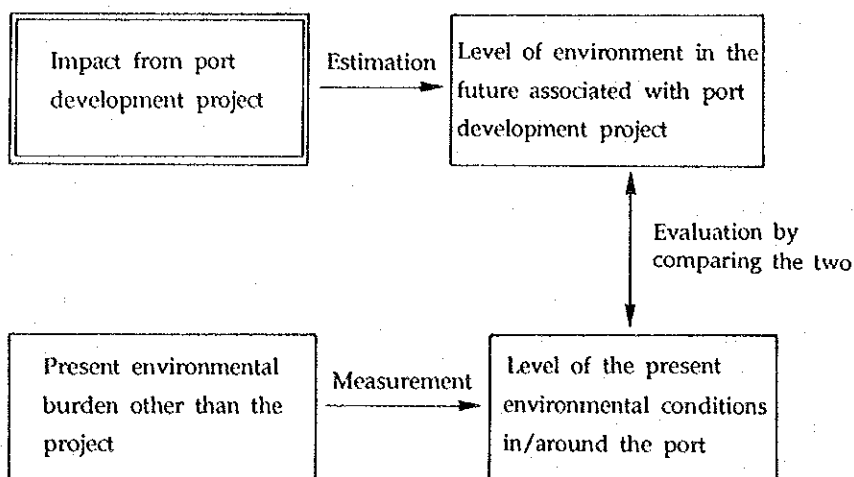 Impact from port
development project
Estimation
Level of environment in the
future associated with port
development project
Evaluation by
comparing the two
Present environmental
burden other than the
project
Measurement
Level of the present
environmental conditions
in/around the port